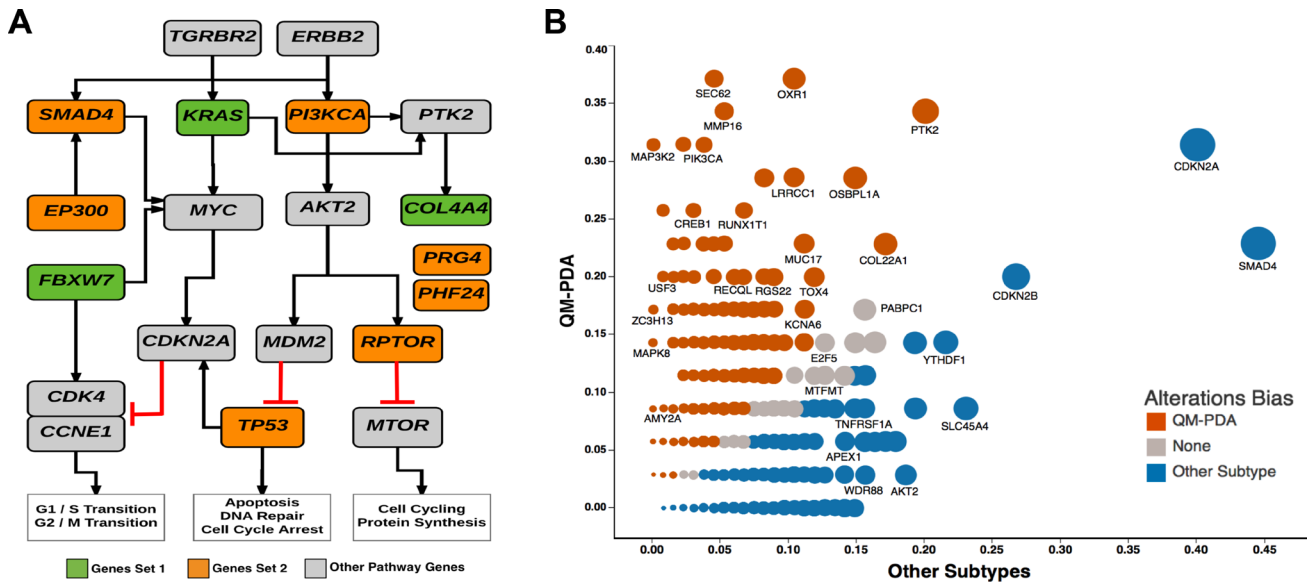 A
TGRBR2
ERBB2
SMAD4
KRAS
PI3KCA
PTK2
EP300
MYC
AKT2
COL4A4
FBXW7
PRG4
PHF24
CDKN2A
MDM2
RPTOR
CDK4
CCNE1
TP53
MTOR
G1 / S Transition
G2 / M Transition
Apoptosis
DNA Repair
Cell Cycle Arrest
Cell Cycling
Protein Synthesis
Genes Set 1
Genes Set 2
Other Pathway Genes
B
QM-PDA
0.40
0.35
0.30
0.25
0.20
0.15
0.10
0.05
0.00
SEC62
OXR1
MMP16
PTK2
MAP3K2
PIK3CA
CDKN2A
LRRCC1
OSBPL1A
CREB1
RUNX1T1
MUC17
COL22A1
SMAD4
USF3
RECQL
RGS22
TOX4
CDKN2B
ZC3H13
KCNA6
PABPC1
MAPK8
E2F5
YTHDF1
MTFMT
AMY2A
TNFRSF1A
SLC45A4
APEX1
WDR88
AKT2
Alterations Bias
QM-PDA
None
Other Subtype
0.00
0.05
0.10
0.15
0.20
0.25
0.30
0.35
0.40
0.45
Other Subtypes